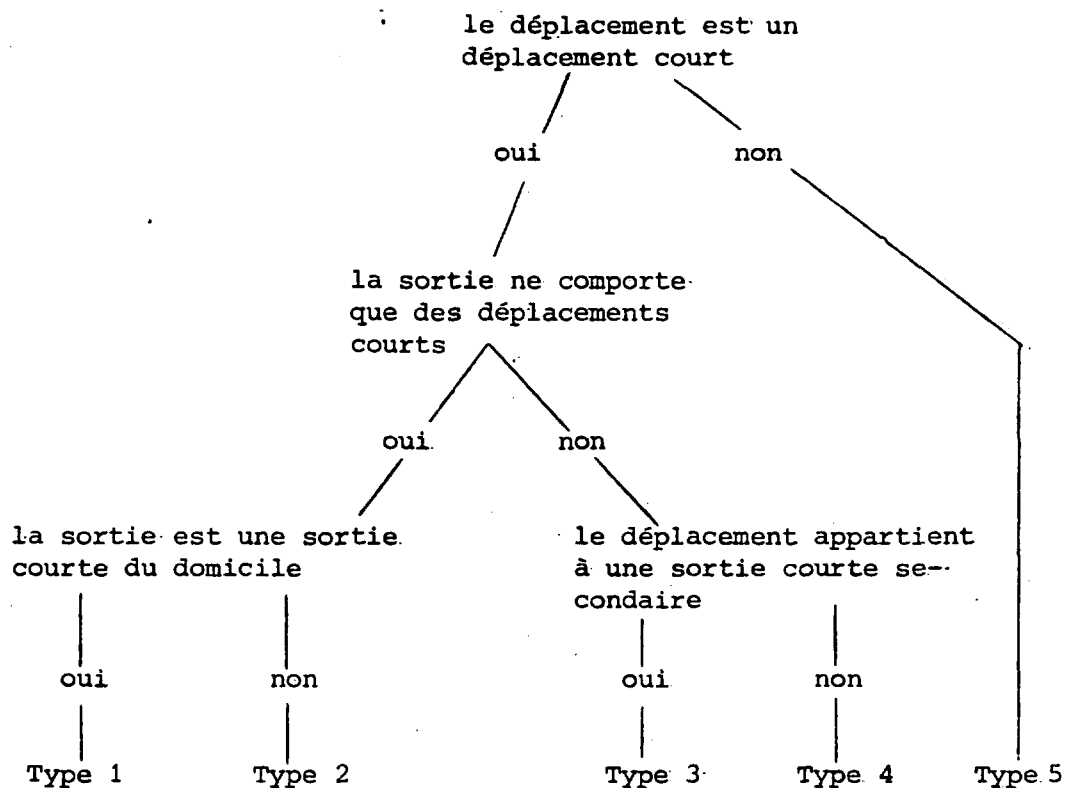 le déplacement est un
déplacement court
oui non
la sortie ne comporte
que des déplacements
courts
oui non
la sortie est une sortie
courte du domicile
le déplacement appartient
à une sortie courte se-
condaire
oui non oui non
Type 1 Type 2 Type 3 Type 4 Type 5